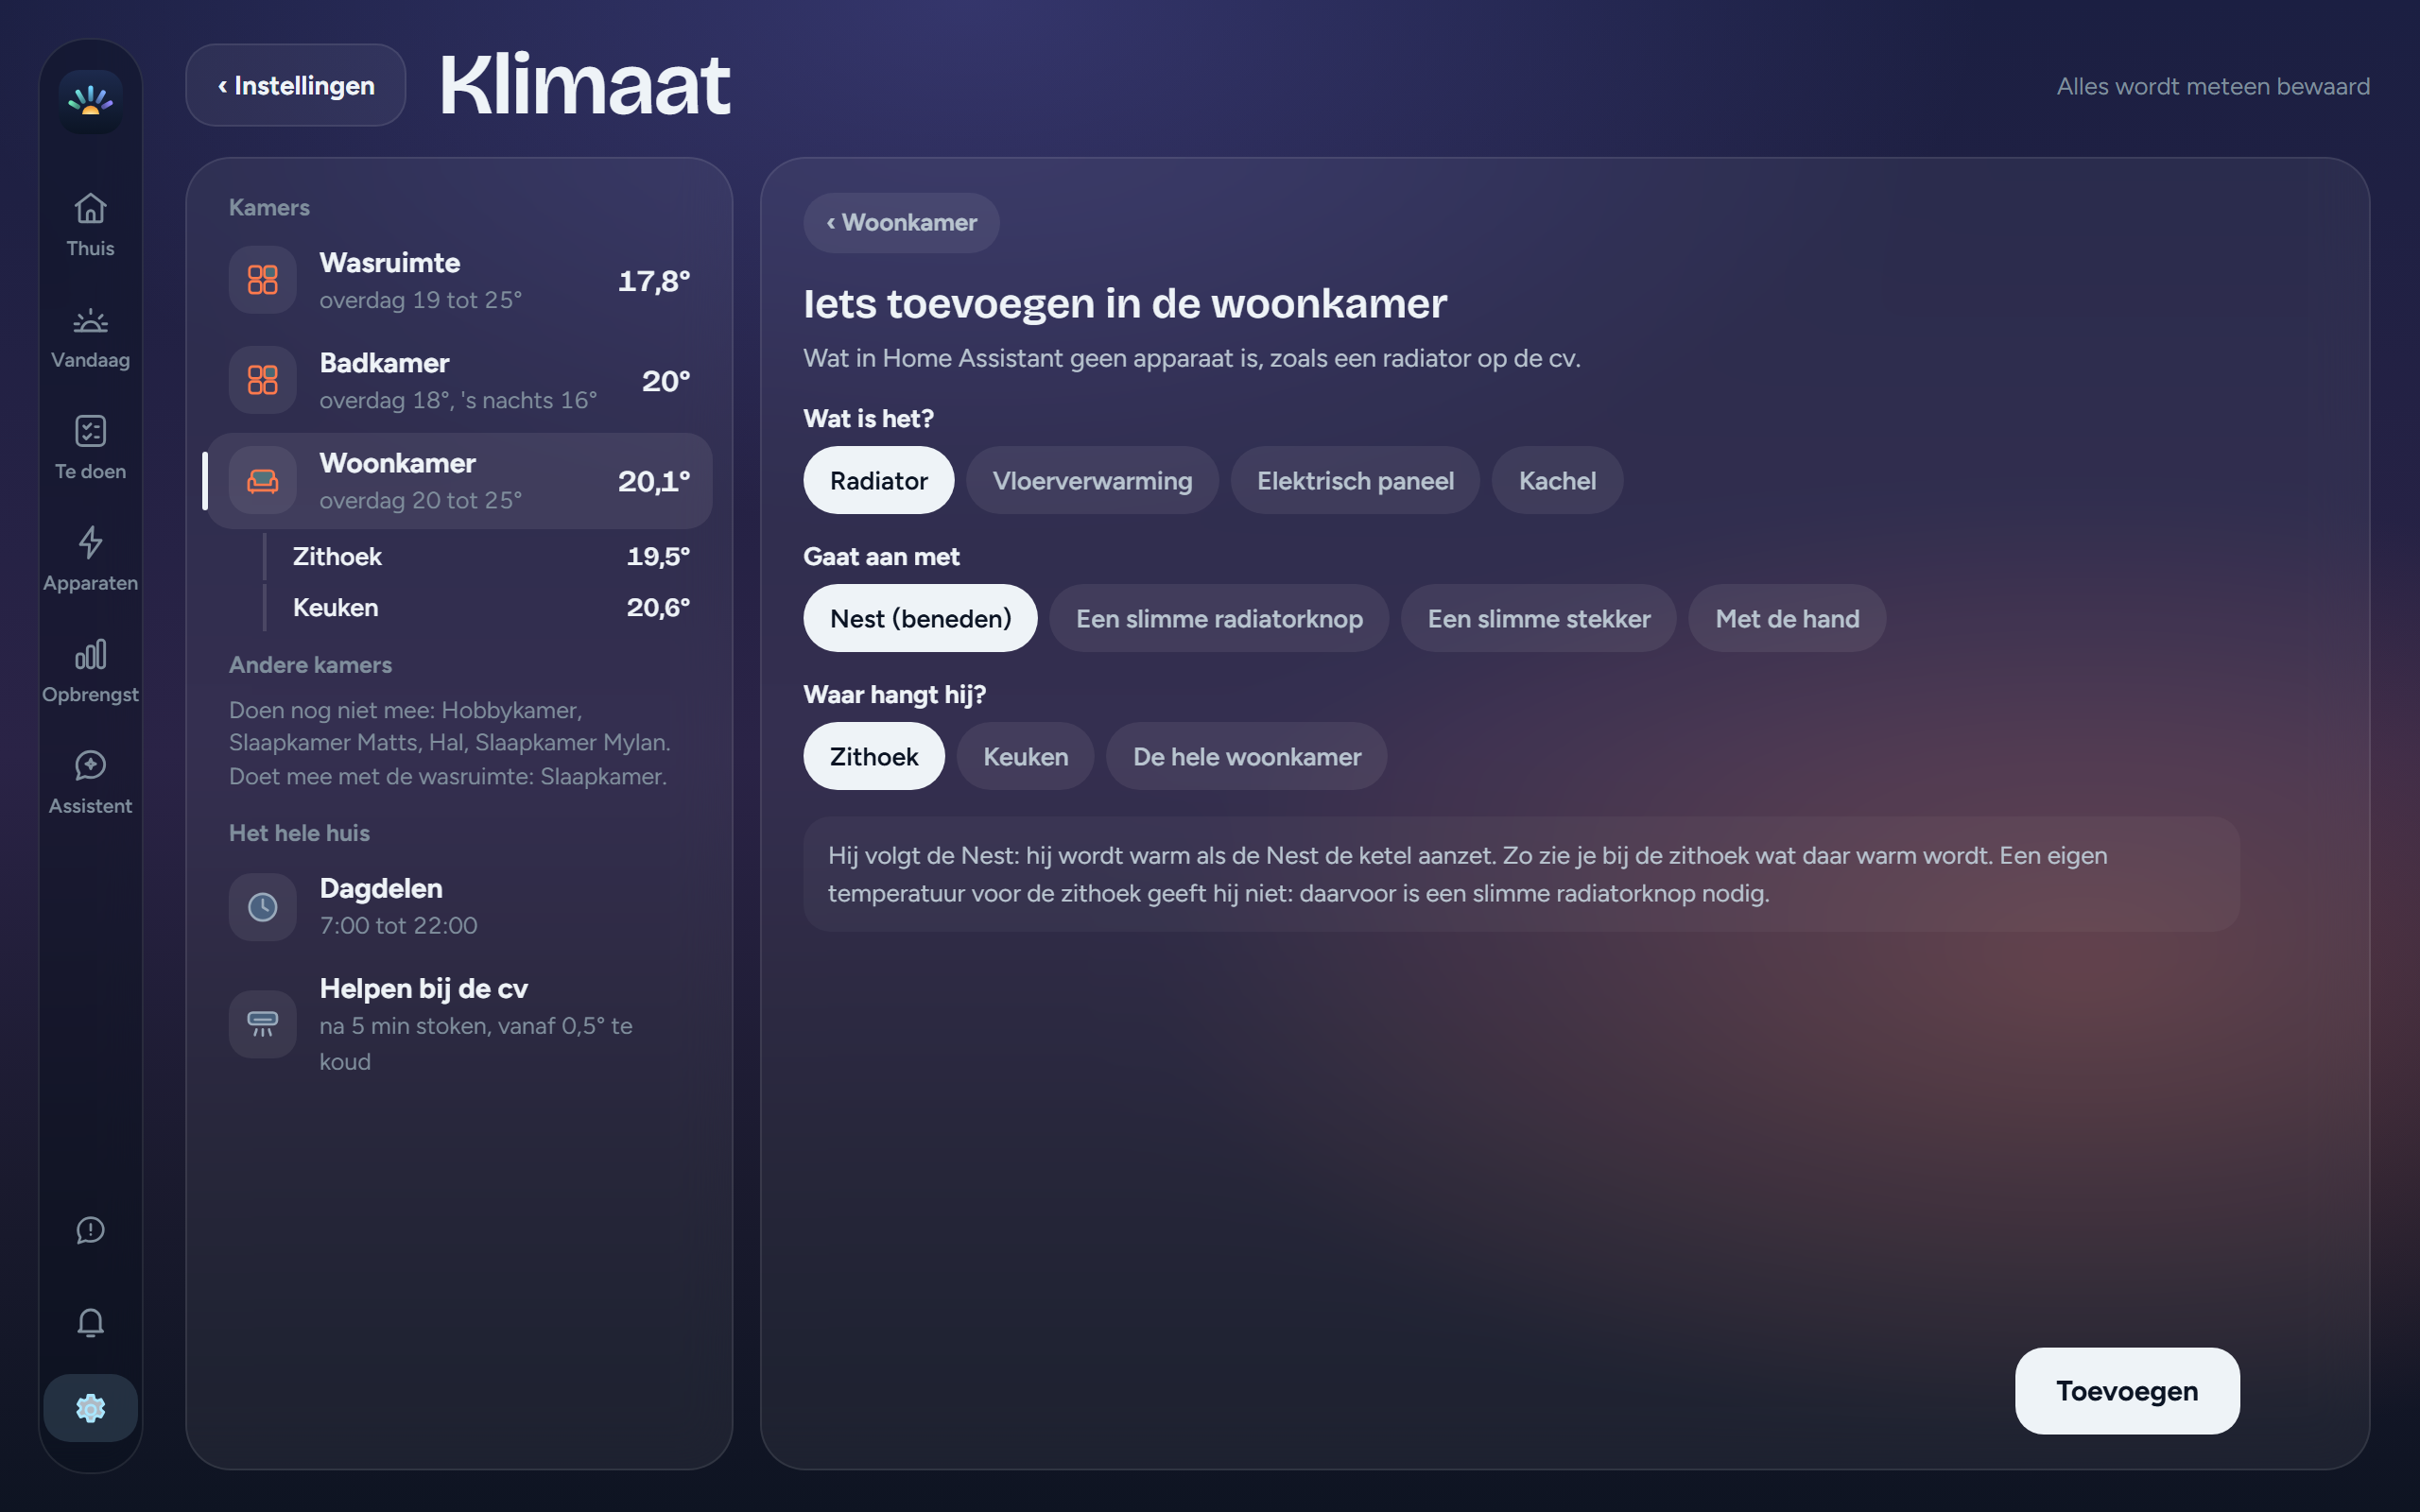 ‹ Instellingen
Klimaat
Alles wordt meteen bewaard
Thuis
Vandaag
Te doen
Apparaten
Opbrengst
Assistent
Kamers
Wasruimte
overdag 19 tot 25°
17,8°
Badkamer
overdag 18°, 's nachts 16°
20°
Woonkamer
overdag 20 tot 25°
20,1°
Zithoek
19,5°
Keuken
20,6°
Andere kamers
Doen nog niet mee: Hobbykamer,
Slaapkamer Matts, Hal, Slaapkamer Mylan.
Doet mee met de wasruimte: Slaapkamer.
Het hele huis
Dagdelen
7:00 tot 22:00
Helpen bij de cv
na 5 min stoken, vanaf 0,5° te
koud
‹ Woonkamer
Iets toevoegen in de woonkamer
Wat in Home Assistant geen apparaat is, zoals een radiator op de cv.
Wat is het?
Radiator
Vloerverwarming
Elektrisch paneel
Kachel
Gaat aan met
Nest (beneden)
Een slimme radiatorknop
Een slimme stekker
Met de hand
Waar hangt hij?
Zithoek
Keuken
De hele woonkamer
Hij volgt de Nest: hij wordt warm als de Nest de ketel aanzet. Zo zie je bij de zithoek wat daar warm wordt. Een eigen
temperatuur voor de zithoek geeft hij niet: daarvoor is een slimme radiatorknop nodig.
Toevoegen